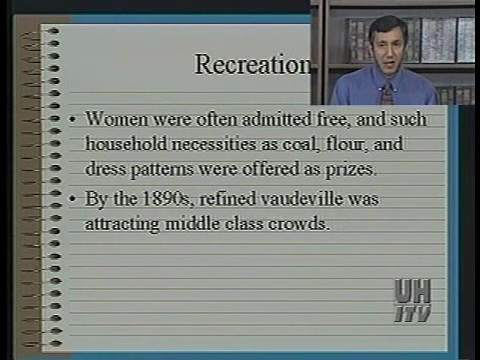 Recreation
• Women were often admitted free, and such
household necessities as coal, flour, and
dress patterns were offered as prizes.
• By the 1890s, refined vaudeville was
attracting middle class crowds.
UH
ITV